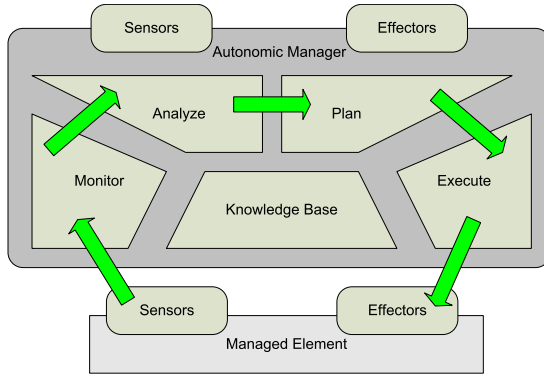 Sensors
Effectors
Autonomic Manager
Analyze
Plan
Monitor
Execute
Knowledge Base
Sensors
Effectors
Managed Element